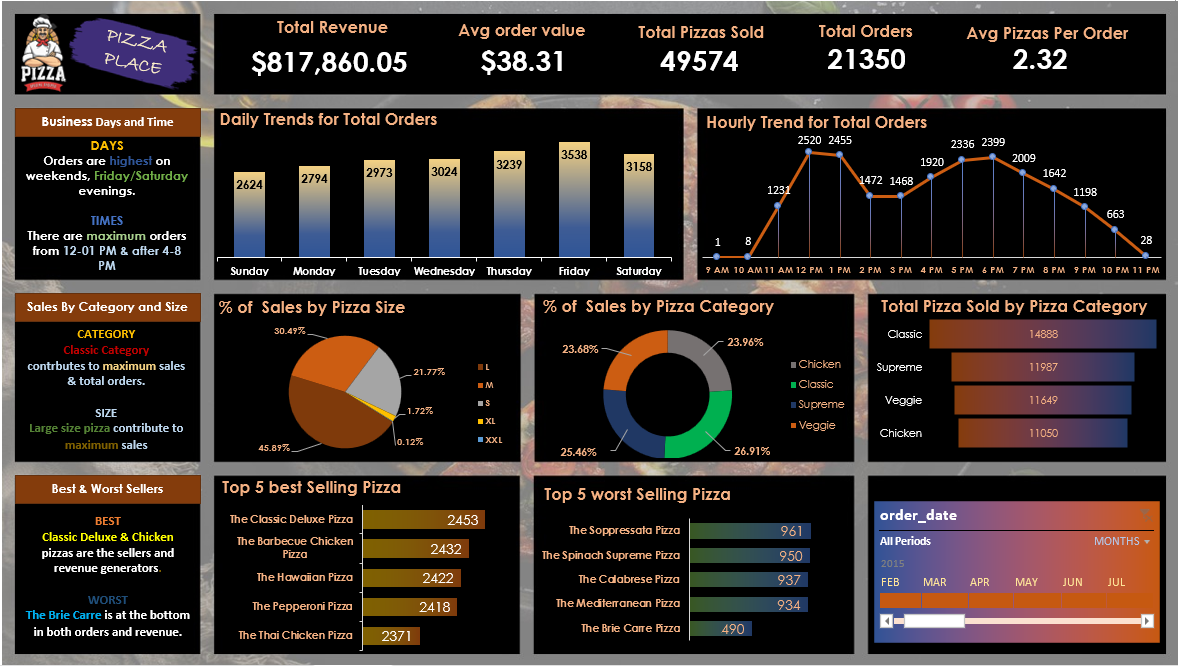 PIZZA
PIZZA
PLACE
Total Revenue
$817,860.05
Avg order value
$38.31
Total Pizzas Sold
49574
Total Orders
21350
Avg Pizzas Per Order
2.32
Business Days and Time
DAYS
Orders are highest on
weekends, Friday/Saturday
evenings.
TIMES
There are maximum orders
from 12-01 PM & after 4-8
PM
Daily Trends for Total Orders
2624 2794 2973 3024 3239 3538 3158
Sunday Monday Tuesday Wednesday Thursday Friday Saturday
Hourly Trend for Total Orders
1 8 1231 2520 2455 1472 1468 1920 2336 2399 2009 1642 1198 663 28
9 AM 10 AM 11 AM 12 PM 1 PM 2 PM 3 PM 4 PM 5 PM 6 PM 7 PM 8 PM 9 PM 10 PM 11 PM
Sales By Category and Size
CATEGORY
Classic Category
contrbutes to maximum sales
& total orders.
SIZE
Large size pizza contribute to
maximum sales
% of Sales by Pizza Size
30.49%
21.77%
1.72%
0.12%
45.89%
L
M
S
XL
XXL
% of Sales by Pizza Category
23.68%
23.96%
25.46%
26.91%
Chicken
Classic
Supreme
Veggie
Total Pizza Sold by Pizza Category
Classic 14888
Supreme 11987
Veggie 11649
Chicken 11050
Best & Worst Sellers
BEST
Classic Deluxe & Chicken
pizzas are the sellers and
revenue generators.
WORST
The Brie Carre is at the bottom
in both orders and revenue.
Top 5 best Selling Pizza
The Classic Deluxe Pizza 2453
The Barbecue Chicken
Pizza 2432
The Hawaiian Pizza 2422
The Pepperoni Pizza 2418
The Thai Chicken Pizza 2371
Top 5 worst Selling Pizza
The Soppressata Pizza 961
The Spinach Supreme Pizza 950
The Calabrese Pizza 937
The Mediterranean Pizza 934
The Brie Carre Pizza 490
order_date
All Periods MONTHS
2015
FEB MAR APR MAY JUN JUL